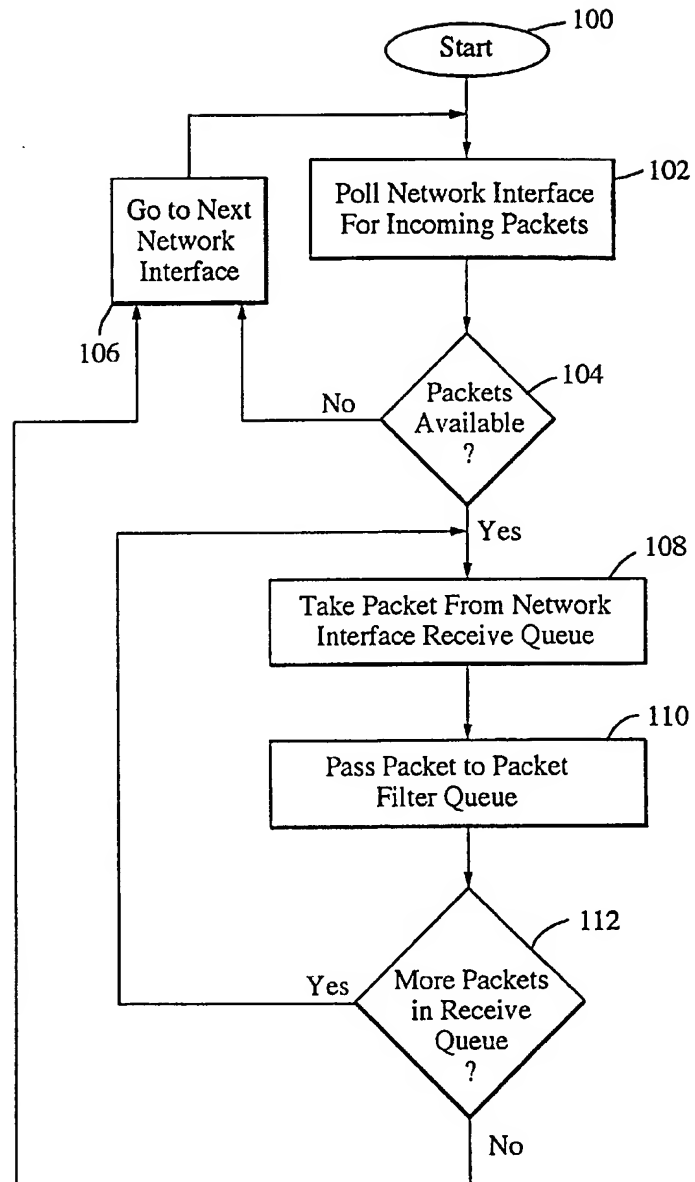 100
Start
102
Poll Network Interface
For Incoming Packets
Go to Next
Network
Interface
106
104
Packets
Available
?
No
Yes
108
Take Packet From Network
Interface Receive Queue
110
Pass Packet to Packet
Filter Queue
112
More Packets
in Receive
Queue
?
Yes
No